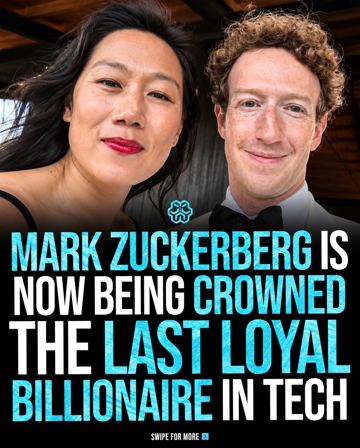 MARK ZUCKERBERG IS
NOW BEING CROWNED
THE LAST LOYAL
BILLIONAIRE IN TECH
SWIPE FOR MORE